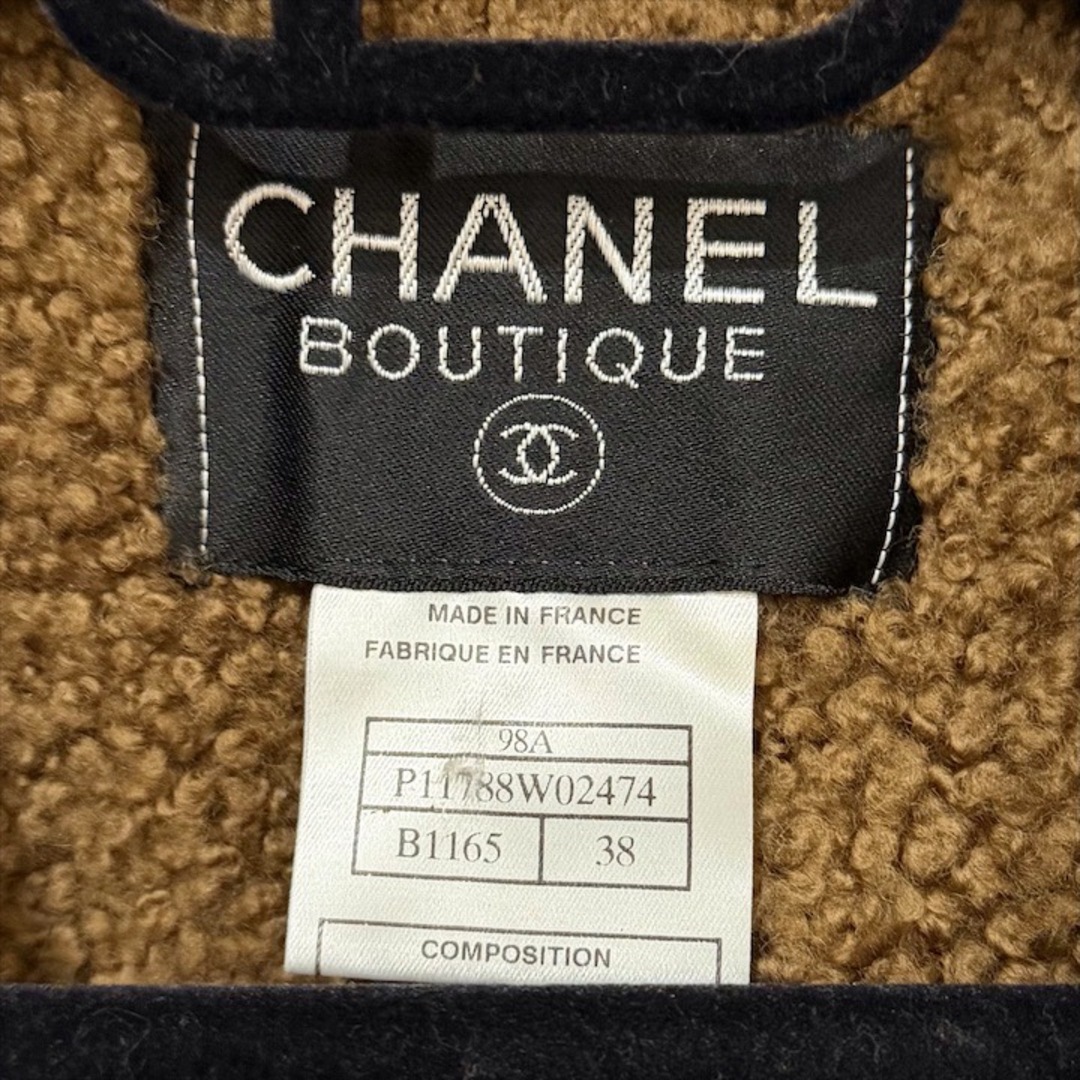 CHANEL
BOUTIQUE
MADE IN FRANCE
FABRIQUE EN FRANCE
98A
P11788W02474
B1165 38
COMPOSITION